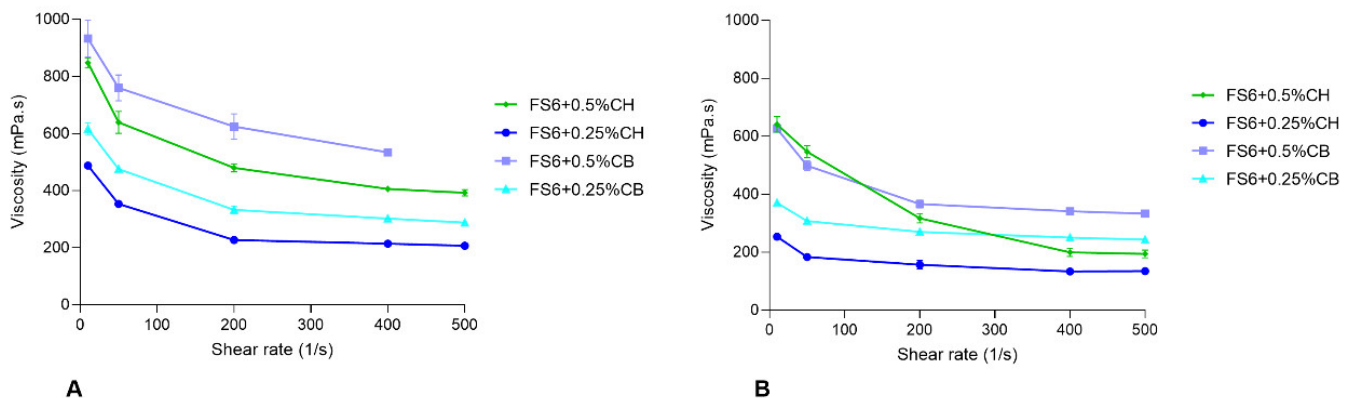 1000
800
600
400
200
0
Viscosity (mPa.s)
0 100 200 300 400 500
Shear rate (1/s)
FS6+0.5%CH
FS6+0.25%CH
FS6+0.5%CB
FS6+0.25%CB
A
1000
800
600
400
200
0
Viscosity (mPa.s)
0 100 200 300 400 500
Shear rate (1/s)
FS6+0.5%CH
FS6+0.25%CH
FS6+0.5%CB
FS6+0.25%CB
B